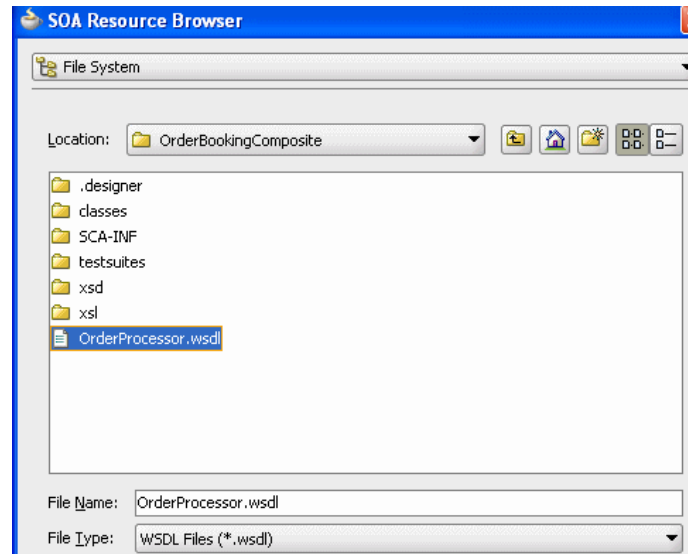 SOA Resource Browser
File System
Location: OrderBookingComposite
.designer
classes
SCA-INF
testsuites
xsd
xsl
OrderProcessor.wsdl
File Name: OrderProcessor.wsdl
File Type: WSDL Files (*.wsdl)